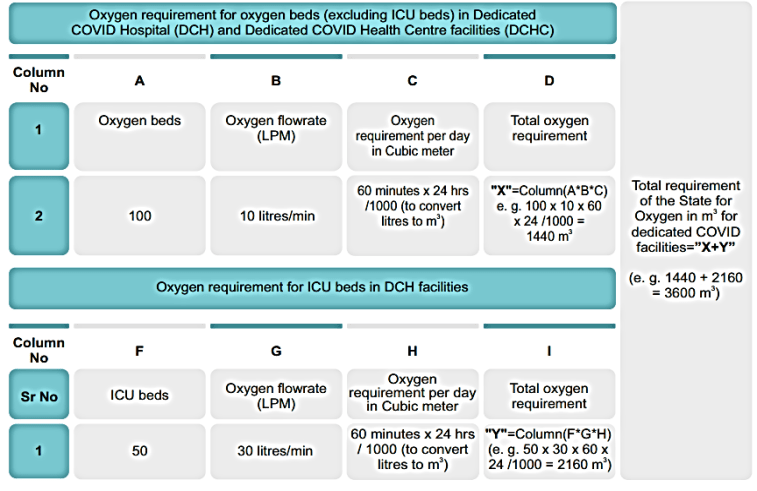 Oxygen requirement for oxygen beds (excluding ICU beds) in Dedicated
COVID Hospital (DCH) and Dedicated COVID Health Centre facilities (DCHC)
Column
No
A
B
C
D
1
Oxygen beds
Oxygen flowrate
(LPM)
Oxygen
requirement per day
in Cubic meter
Total oxygen
requirement
2
100
10 litres/min
60 minutes x 24 hrs
/1000 (to convert
litres to m³)
"X"=Column(A*B*C)
e. g. 100 x 10 x 60
x 24 /1000 =
1440 m³
Oxygen requirement for ICU beds in DCH facilities
Column
No
F
G
H
I
Sr No
ICU beds
Oxygen flowrate
(LPM)
Oxygen
requirement per day
in Cubic meter
Total oxygen
requirement
1
50
30 litres/min
60 minutes x 24 hrs
/ 1000 (to convert
litres to m³)
"Y"=Column(F*G*H)
(e. g. 50 x 30 x 60 x
24 /1000 = 2160 m³)
Total requirement
of the State for
Oxygen in m³ for
dedicated COVID
facilities="X+Y"
(e. g. 1440 + 2160
= 3600 m³)